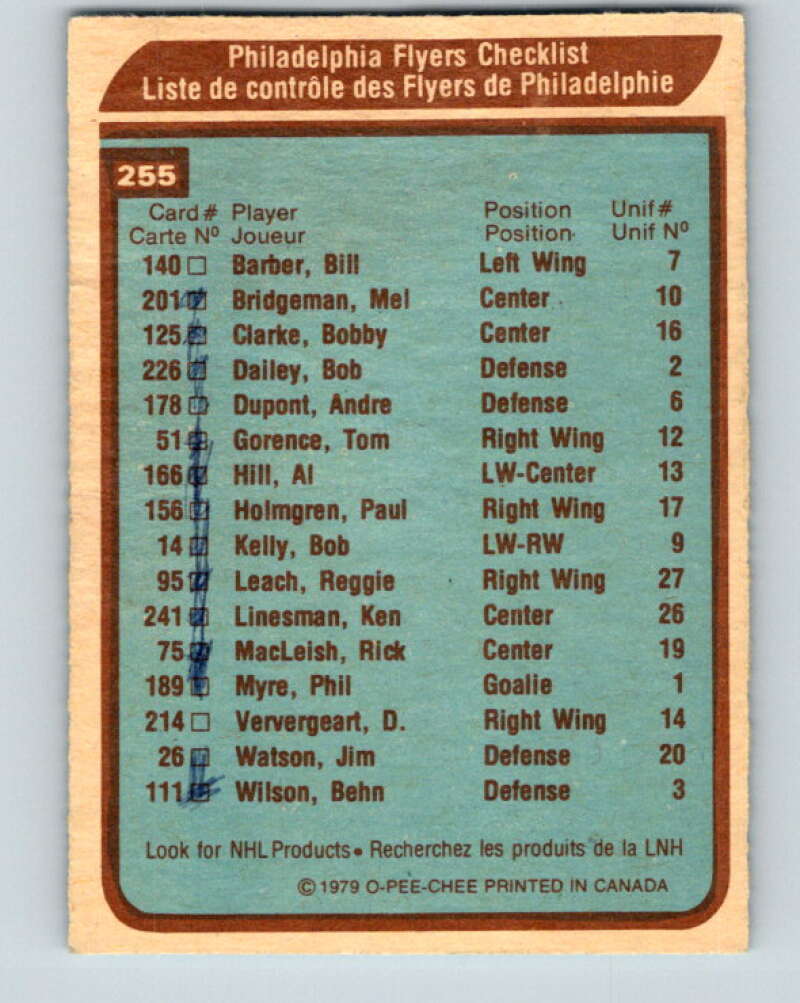 Philadelphia Flyers Checklist
Liste de contrôle des Flyers de Philadelphie
255
Card # Player Position Unif #
Carte Nº Joueur Position Unif Nº
140 Barber, Bill Left Wing 7
201 Bridgeman, Mel Center 10
125 Clarke, Bobby Center 16
226 Dailey, Bob Defense 2
178 Dupont, Andre Defense 6
51 Gorence, Tom Right Wing 12
166 Hill, Al LW-Center 13
156 Holmgren, Paul Right Wing 17
14 Kelly, Bob LW-RW 9
95 Leach, Reggie Right Wing 27
241 Linesman, Ken Center 26
75 MacLeish, Rick Center 19
189 Myre, Phil Goalie 1
214 Ververgeart, D. Right Wing 14
26 Watson, Jim Defense 20
111 Wilson, Behn Defense 3
Look for NHL Products • Recherchez les produits de la LNH
© 1979 O-PEE-CHEE PRINTED IN CANADA